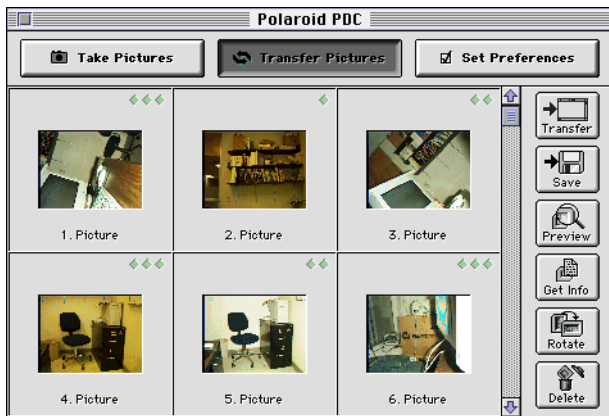 Polaroid PDC
Take Pictures
Transfer Pictures
Set Preferences
1. Picture
2. Picture
3. Picture
4. Picture
5. Picture
6. Picture
Transfer
Save
Preview
Get Info
Rotate
Delete